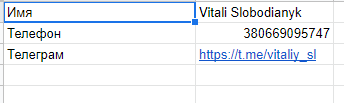 Имя Vitali Slobodianyk
Телефон 380669095747
Телеграм https://t.me/vitaliy_sl